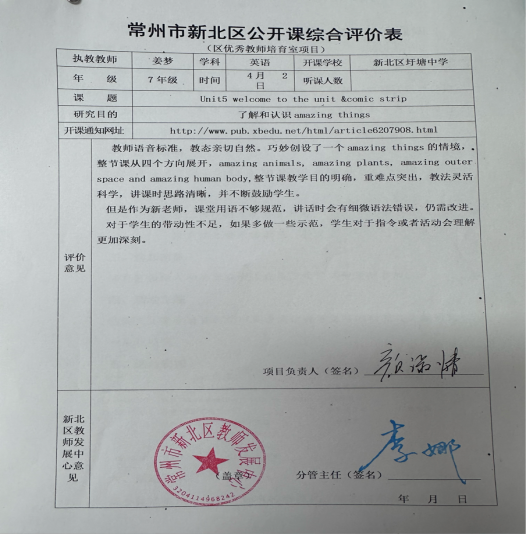 常州市新北区公开课综合评价表
（区优秀教师培育室项目）
执教教师 姜梦 学科 英语 开课学校 新北区圩塘中学
年 级 7年级 时间 4月 2日 听课人数
课 题 Unit5 welcome to the unit &comic strip
研究目的 了解和认识amazing things
开课通知网址 http://www.pub.xbedu.net/html/article6207908.html
评价意见
教师语音标准，教态亲切自然。巧妙创设了一个 amazing things 的情境，
整节课从四个方向展开，amazing animals, amazing plants, amazing outer
space and amazing human body,整节课教学目的明确，重难点突出，教法灵活
科学，讲课时思路清晰，并不断鼓励学生。
但是作为新老师，课堂用语不够规范，讲话时会有细微语法错误，仍需改进。
对于学生的带动性不足，如果多做一些示范，学生对于指令或者活动会理解
更加深刻。
项目负责人（签名）
新北区教师发展中心意见
常州市新北区教师发展中心
3204114968242
（盖章）
分管主任（签名） 李娜
年 月 日